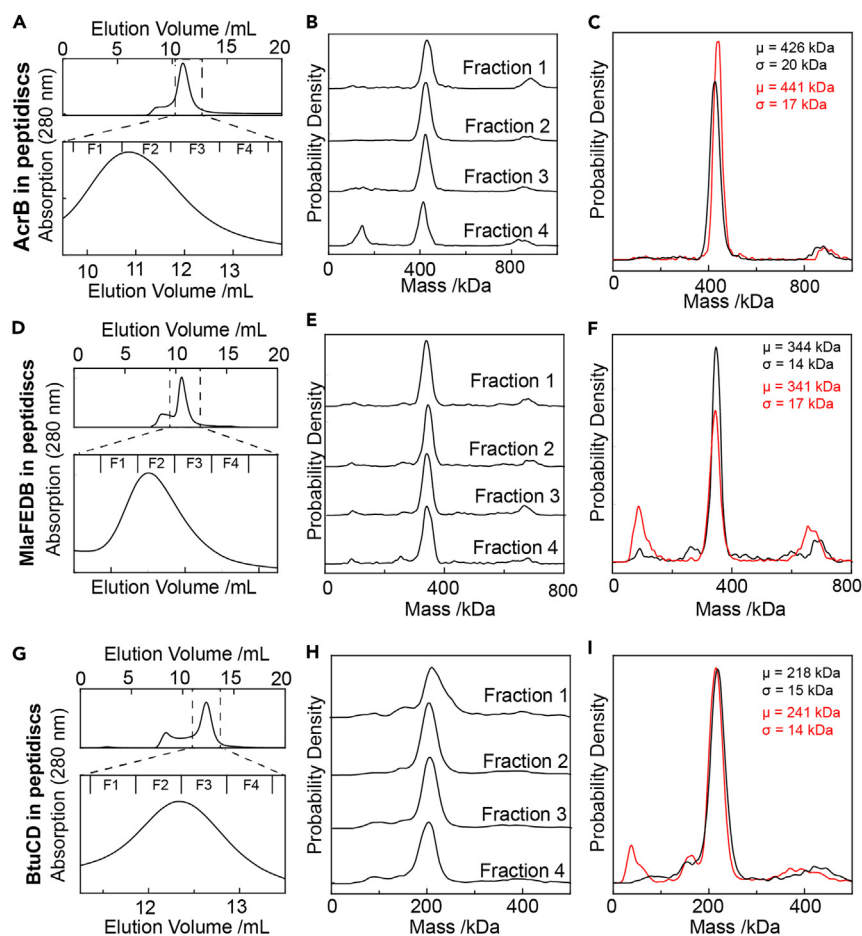 A
Elution Volume /mL
0 5 10 15 20
AcrB in peptidiscs
Absorption (280 nm)
F1 F2 F3 F4
10 11 12 13
Elution Volume /mL
B
Probability Density
Fraction 1
Fraction 2
Fraction 3
Fraction 4
0 400 800
Mass /kDa
C
Probability Density
μ = 426 kDa
σ = 20 kDa
μ = 441 kDa
σ = 17 kDa
0 400 800
Mass /kDa
D
Elution Volume /mL
0 5 10 15 20
MlaFEDB in peptidiscs
Absorption (280 nm)
F1 F2 F3 F4
Elution Volume /mL
E
Probability Density
Fraction 1
Fraction 2
Fraction 3
Fraction 4
0 400 800
Mass /kDa
F
Probability Density
μ = 344 kDa
σ = 14 kDa
μ = 341 kDa
σ = 17 kDa
0 400 800
Mass /kDa
G
Elution Volume /mL
0 5 10 15 20
BtuCD in peptidiscs
Absorption (280 nm)
F1 F2 F3 F4
12 13
Elution Volume /mL
H
Probability Density
Fraction 1
Fraction 2
Fraction 3
Fraction 4
0 200 400
Mass /kDa
I
Probability Density
μ = 218 kDa
σ = 15 kDa
μ = 241 kDa
σ = 14 kDa
0 200 400
Mass /kDa